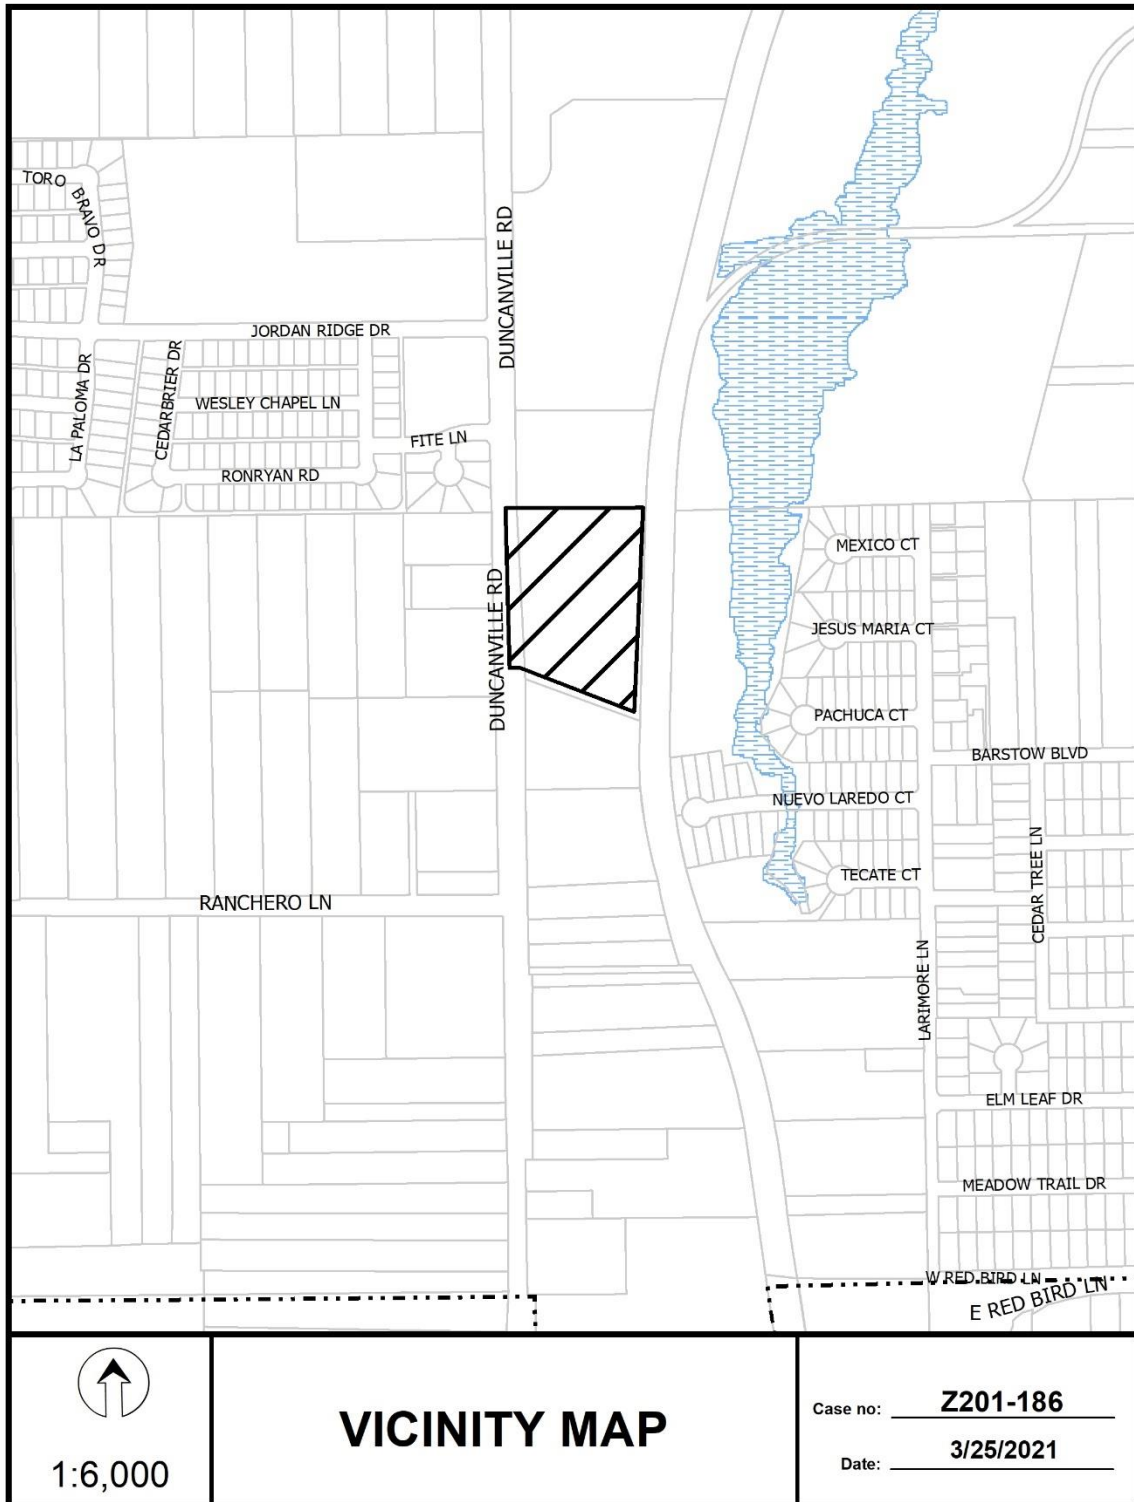 TORO
BRAVO DR
DUNCANVILLE RD
JORDAN RIDGE DR
LA PALOMA DR
CEDARBRIER DR
WESLEY CHAPEL LN
FITE LN
RONRYAN RD
MEXICO CT
DUNCANVILLE RD
JESUS MARIA CT
PACHUCA CT
BARSTOW BLVD
NUEVO LAREDO CT
CEDAR TREE LN
TECATE CT
RANCHERO LN
LARIMORE LN
ELM LEAF DR
MEADOW TRAIL DR
W RED BIRD LN
E RED BIRD LN
1:6,000
VICINITY MAP
Case no: Z201-186
Date: 3/25/2021